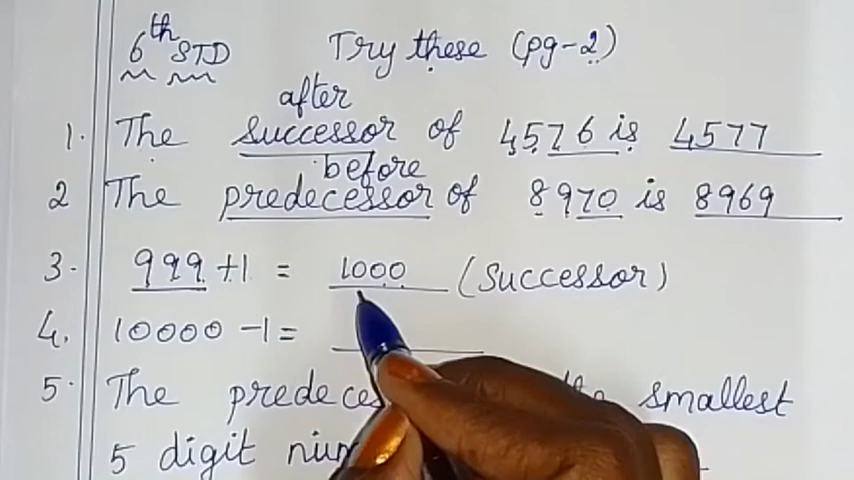 6th STD Try these (pg-2)
after
1. The successor of 4576 is 4577
before
2 The predecessor of 8970 is 8969
3. 999 +1 = 1000 (Successor)
4. 10000 -1=
5. The smallest
5 digit